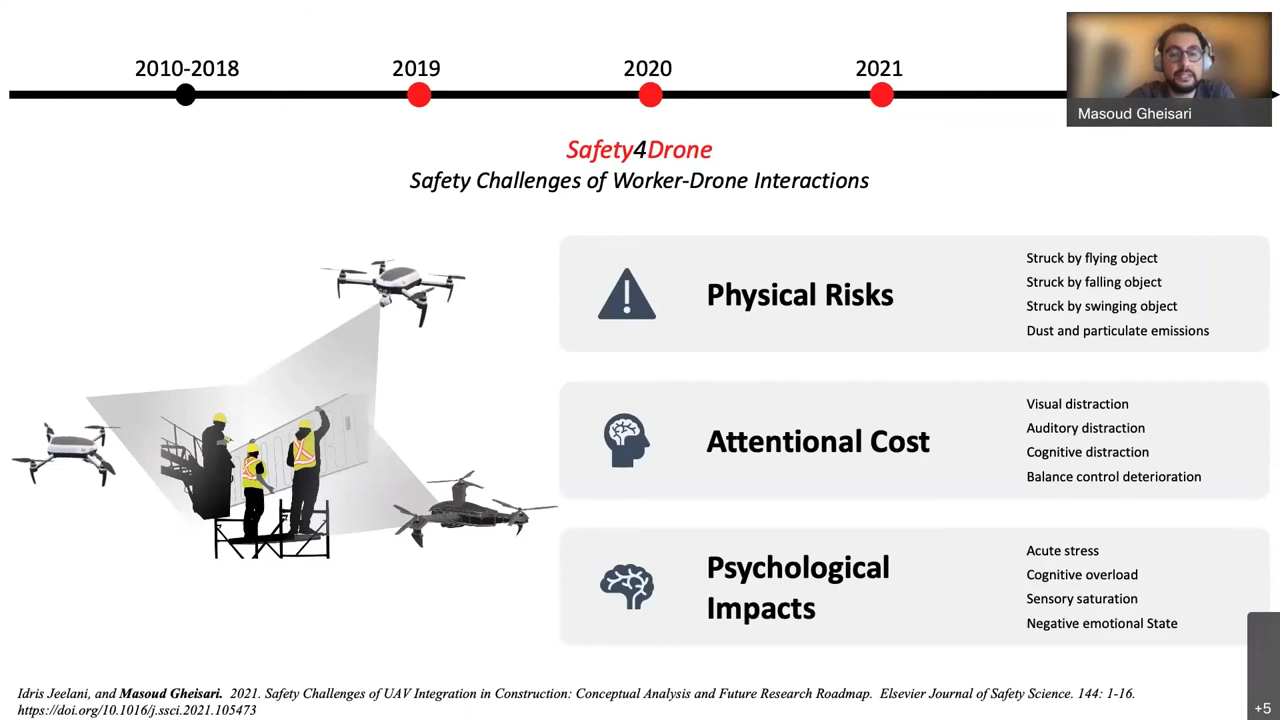 2010-2018
2019
2020
2021
Masoud Gheisari
Safety4Drone
Safety Challenges of Worker-Drone Interactions
Physical Risks
Struck by flying object
Struck by falling object
Struck by swinging object
Dust and particulate emissions
Attentional Cost
Visual distraction
Auditory distraction
Cognitive distraction
Balance control deterioration
Psychological
Impacts
Acute stress
Cognitive overload
Sensory saturation
Negative emotional State
Idris Jeelani, and Masoud Gheisari. 2021. Safety Challenges of UAV Integration in Construction: Conceptual Analysis and Future Research Roadmap. Elsevier Journal of Safety Science. 144: 1-16.
https://doi.org/10.1016/j.ssci.2021.105473
+5